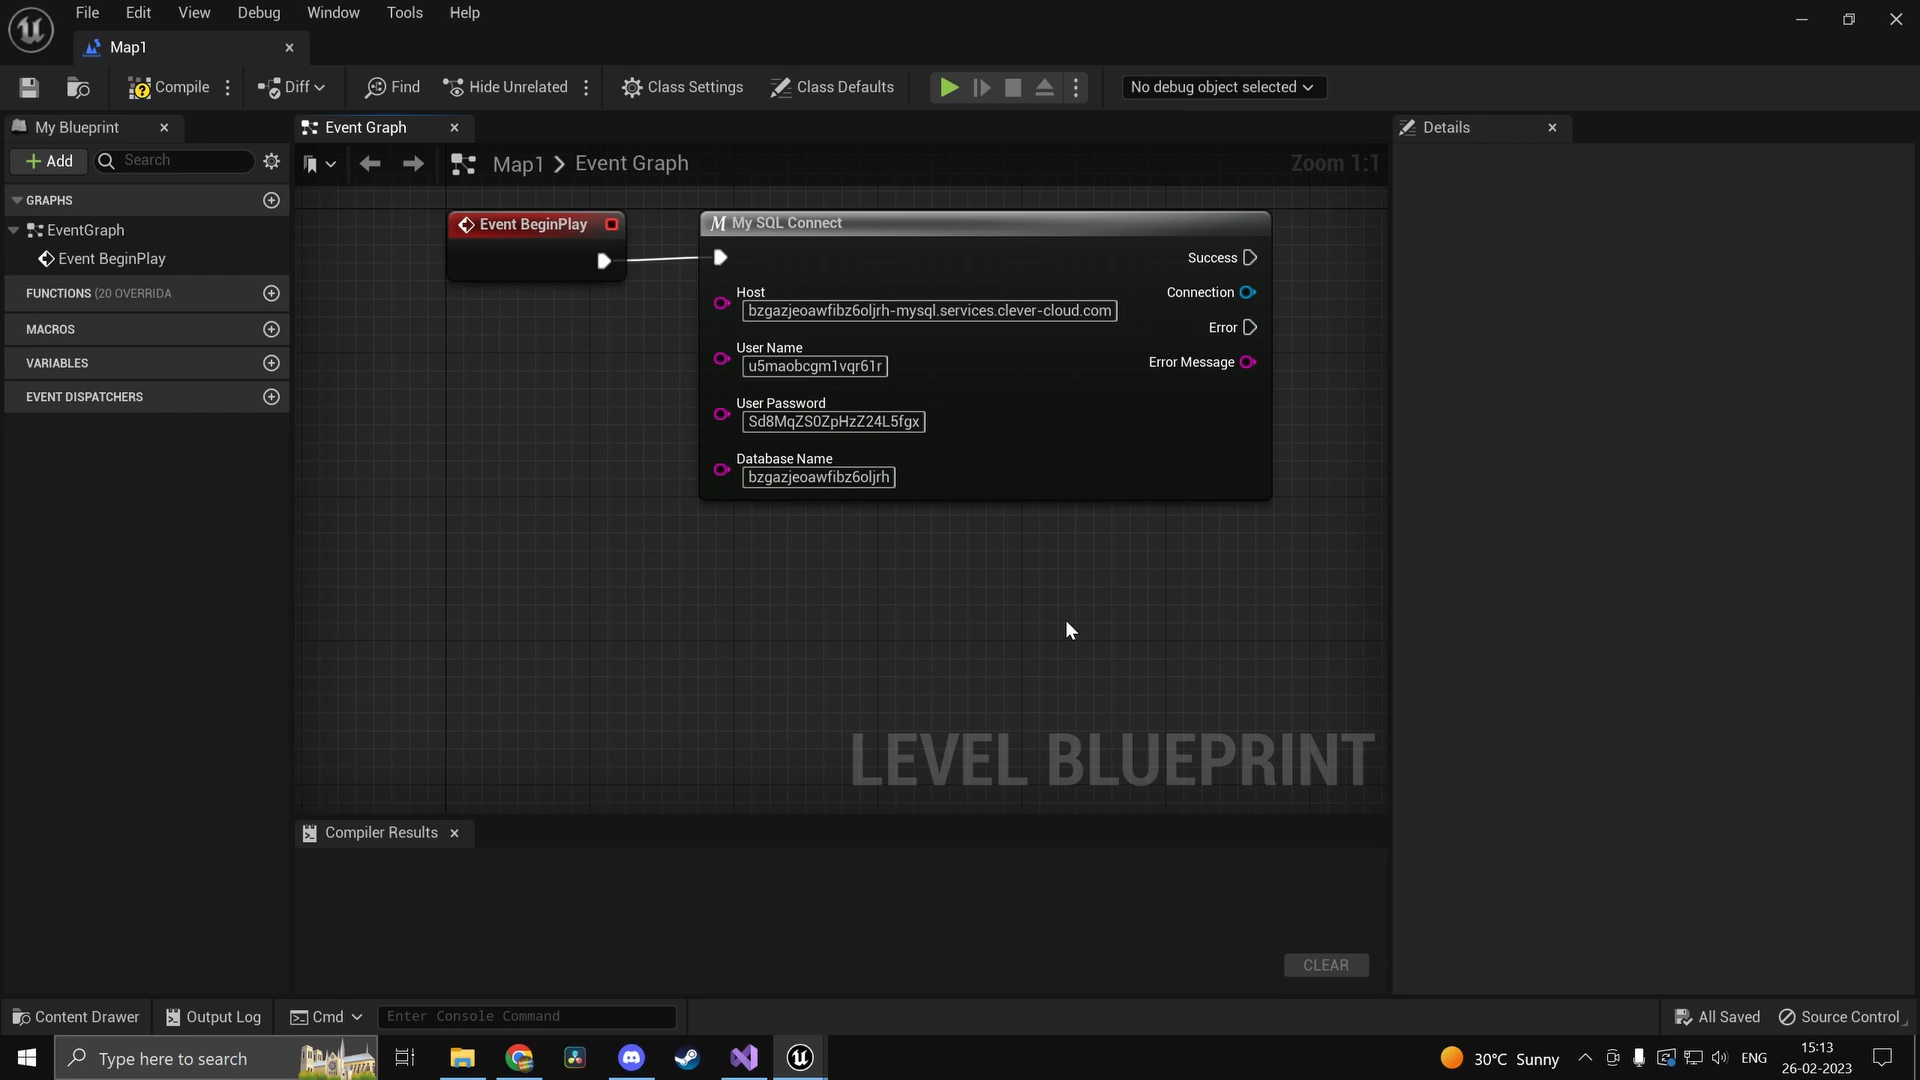 File Edit View Debug Window Tools Help
Map1
Compile Diff Find Hide Unrelated Class Settings Class Defaults No debug object selected
My Blueprint Event Graph Details
Add Search Map1 > Event Graph Zoom 1:1
GRAPHS
EventGraph
Event BeginPlay
FUNCTIONS (20 OVERRIDA
MACROS
VARIABLES
EVENT DISPATCHERS
Event BeginPlay
My SQL Connect
Success
Host
bzgazjeoawfibz6oljrh-mysql.services.clever-cloud.com
Connection
Error
User Name
u5maobcgm1vqr61r
Error Message
User Password
Sd8MqZS0ZpHzZ24L5fgx
Database Name
bzgazjeoawfibz6oljrh
LEVEL BLUEPRINT
Compiler Results
CLEAR
Content Drawer Output Log Cmd Enter Console Command All Saved Source Control
Type here to search 30°C Sunny ENG 15:13
26-02-2023